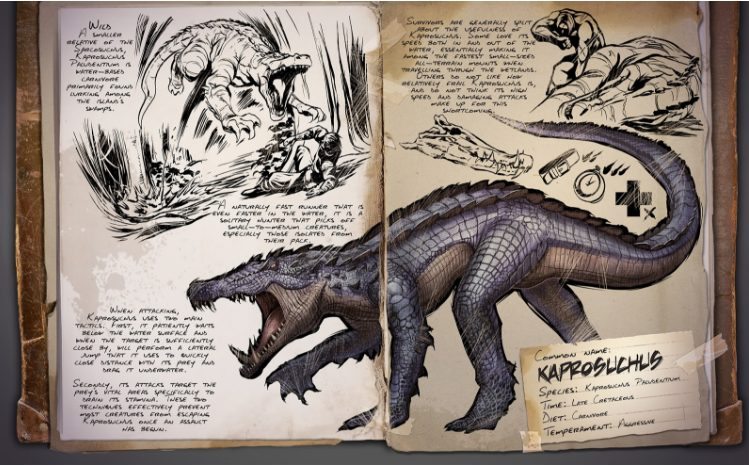 Wild
A smaller
relative of the
Sarcosuchus,
Kaprosuchus
Paludentium is
water-based
carnivore
primarily found
lurking among
the island's
swamps.
A naturally fast runner that is
even faster in the water, it is a
solitary hunter that picks off
small-to-medium creatures,
especially those isolated from
their pack.
When attacking,
Kaprosuchus uses two main
tactics. First, it patiently waits
below the water surface and
when the target is sufficiently
close by, will perform a lateral
jump that it uses to quickly
close distance with its prey and
drag it underwater.
Secondly, its attacks target the
prey's vital areas specifically to
drain its stamina. These two
techniques effectively prevent
most creatures from escaping
Kaprosuchus once an assault
has begun.
Survivors are generally split
about the usefulness of
Kaprosuchus. Some love its
speed both in and out of the
water, essentially making it
among the fastest small-sized
all-terrain mounts when
travelling through the wetlands.
Others do not like how
relatively frail Kaprosuchus is,
and do not think its high
speed and damaging attacks
make up for this
shortcoming.
Common name:
Kaprosuchus
Species: Kaprosuchus Paludentium
Time: Late Cretaceous
Diet: Carnivore
Temperament: Aggressive